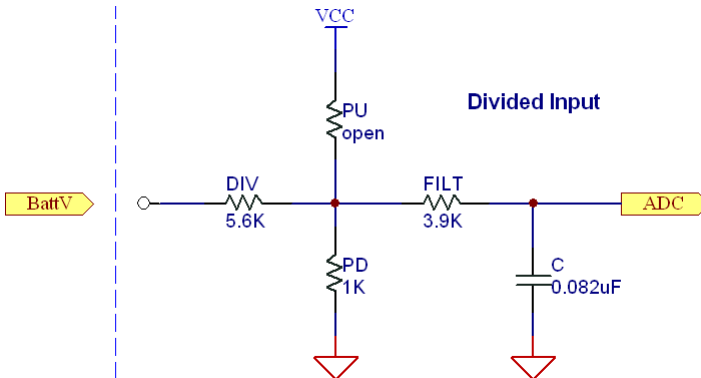 VCC
Divided Input
PU
open
BattV
DIV
5.6K
FILT
3.9K
ADC
PD
1K
C
0.082uF